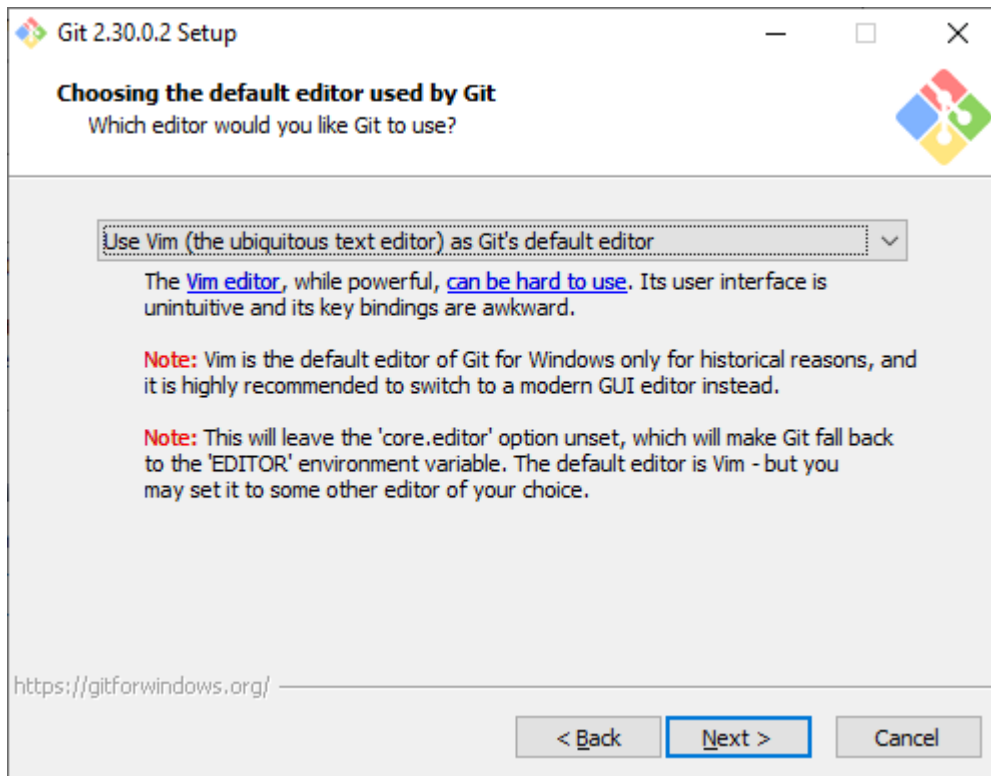 Git 2.30.0.2 Setup
Choosing the default editor used by Git
Which editor would you like Git to use?
Use Vim (the ubiquitous text editor) as Git's default editor
The Vim editor, while powerful, can be hard to use. Its user interface is
unintuitive and its key bindings are awkward.
Note: Vim is the default editor of Git for Windows only for historical reasons, and
it is highly recommended to switch to a modern GUI editor instead.
Note: This will leave the 'core.editor' option unset, which will make Git fall back
to the 'EDITOR' environment variable. The default editor is Vim - but you
may set it to some other editor of your choice.
https://gitforwindows.org/
< Back
Next >
Cancel